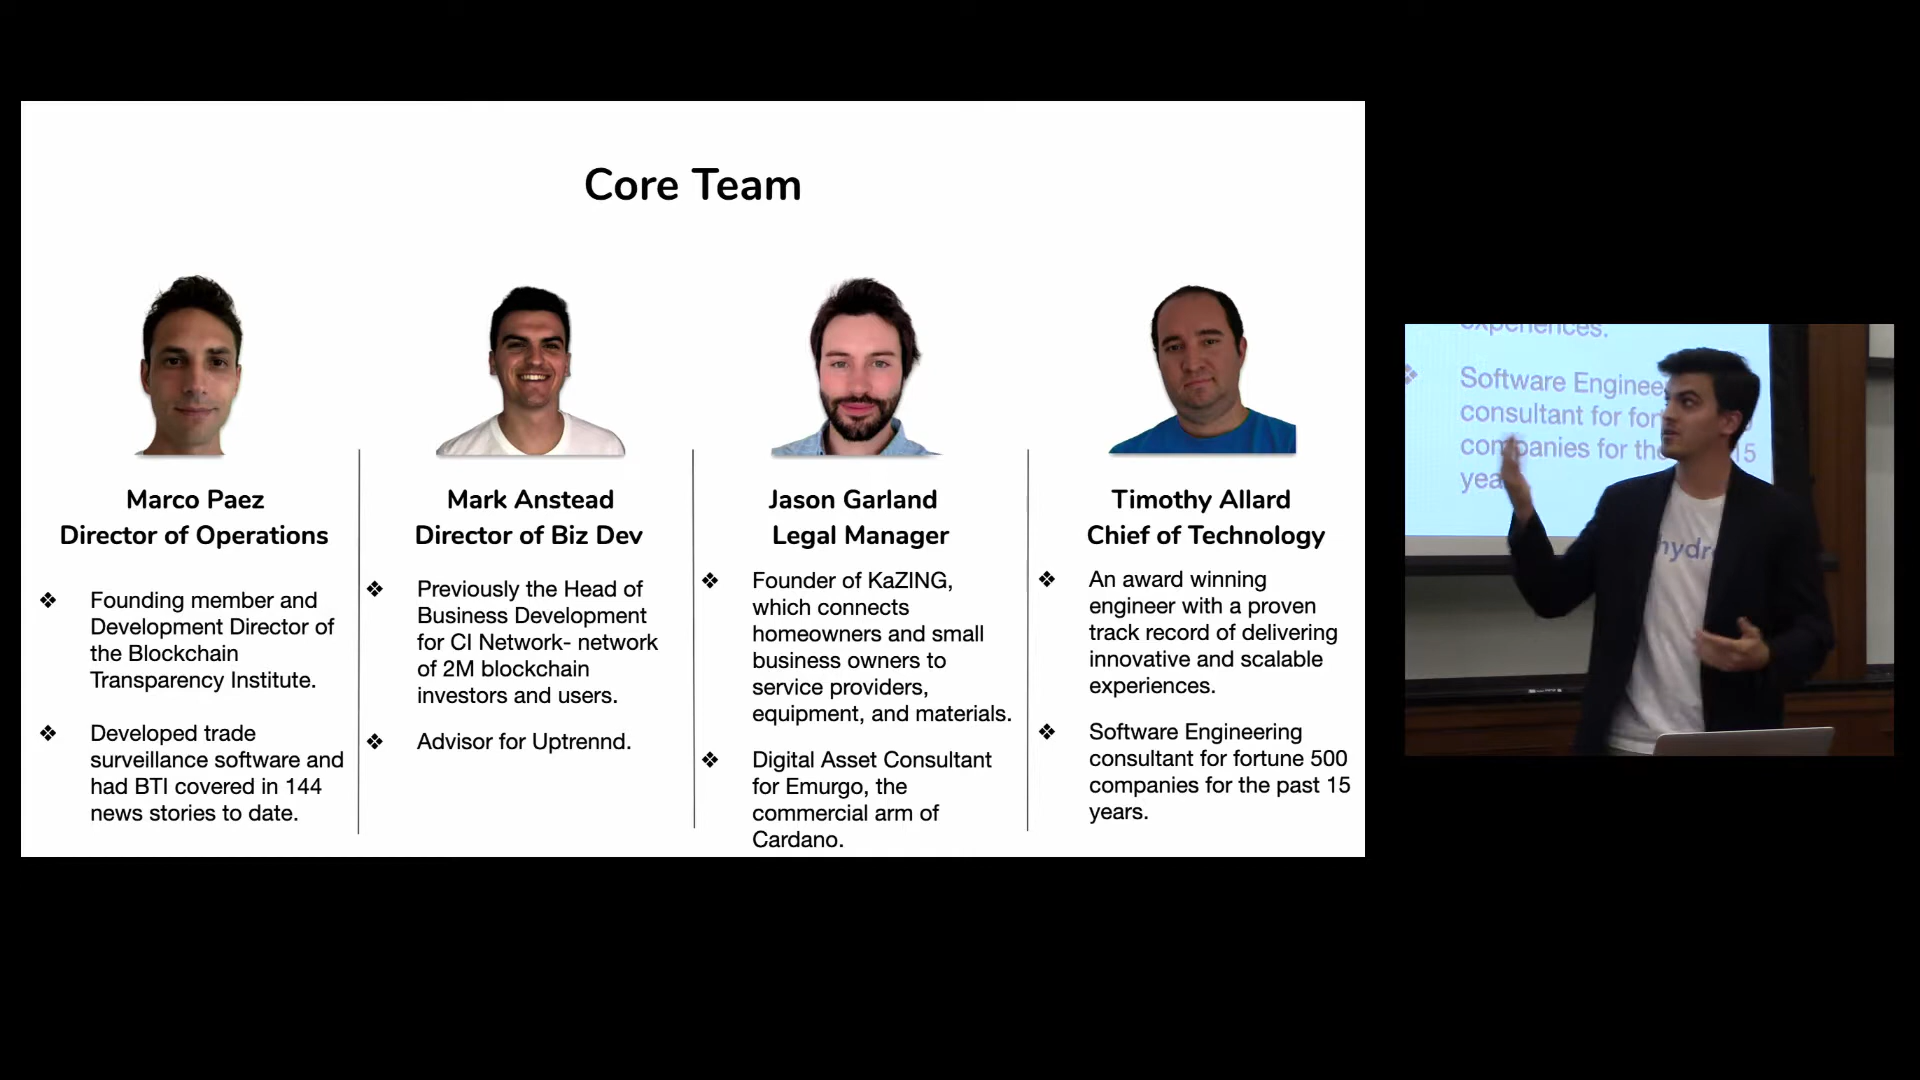 Core Team
Marco Paez
Director of Operations
❖ Founding member and
Development Director of
the Blockchain
Transparency Institute.
❖ Developed trade
surveillance software and
had BTI covered in 144
news stories to date.
Mark Anstead
Director of Biz Dev
❖ Previously the Head of
Business Development
for CI Network- network
of 2M blockchain
investors and users.
❖ Advisor for Uptrennd.
Jason Garland
Legal Manager
❖ Founder of KaZING,
which connects
homeowners and small
business owners to
service providers,
equipment, and materials.
❖ Digital Asset Consultant
for Emurgo, the
commercial arm of
Cardano.
Timothy Allard
Chief of Technology
❖ An award winning
engineer with a proven
track record of delivering
innovative and scalable
experiences.
❖ Software Engineering
consultant for fortune 500
companies for the past 15
years.
experiences.
❖ Software Enginee
consultant for for
companies for the 15
yea
hydr